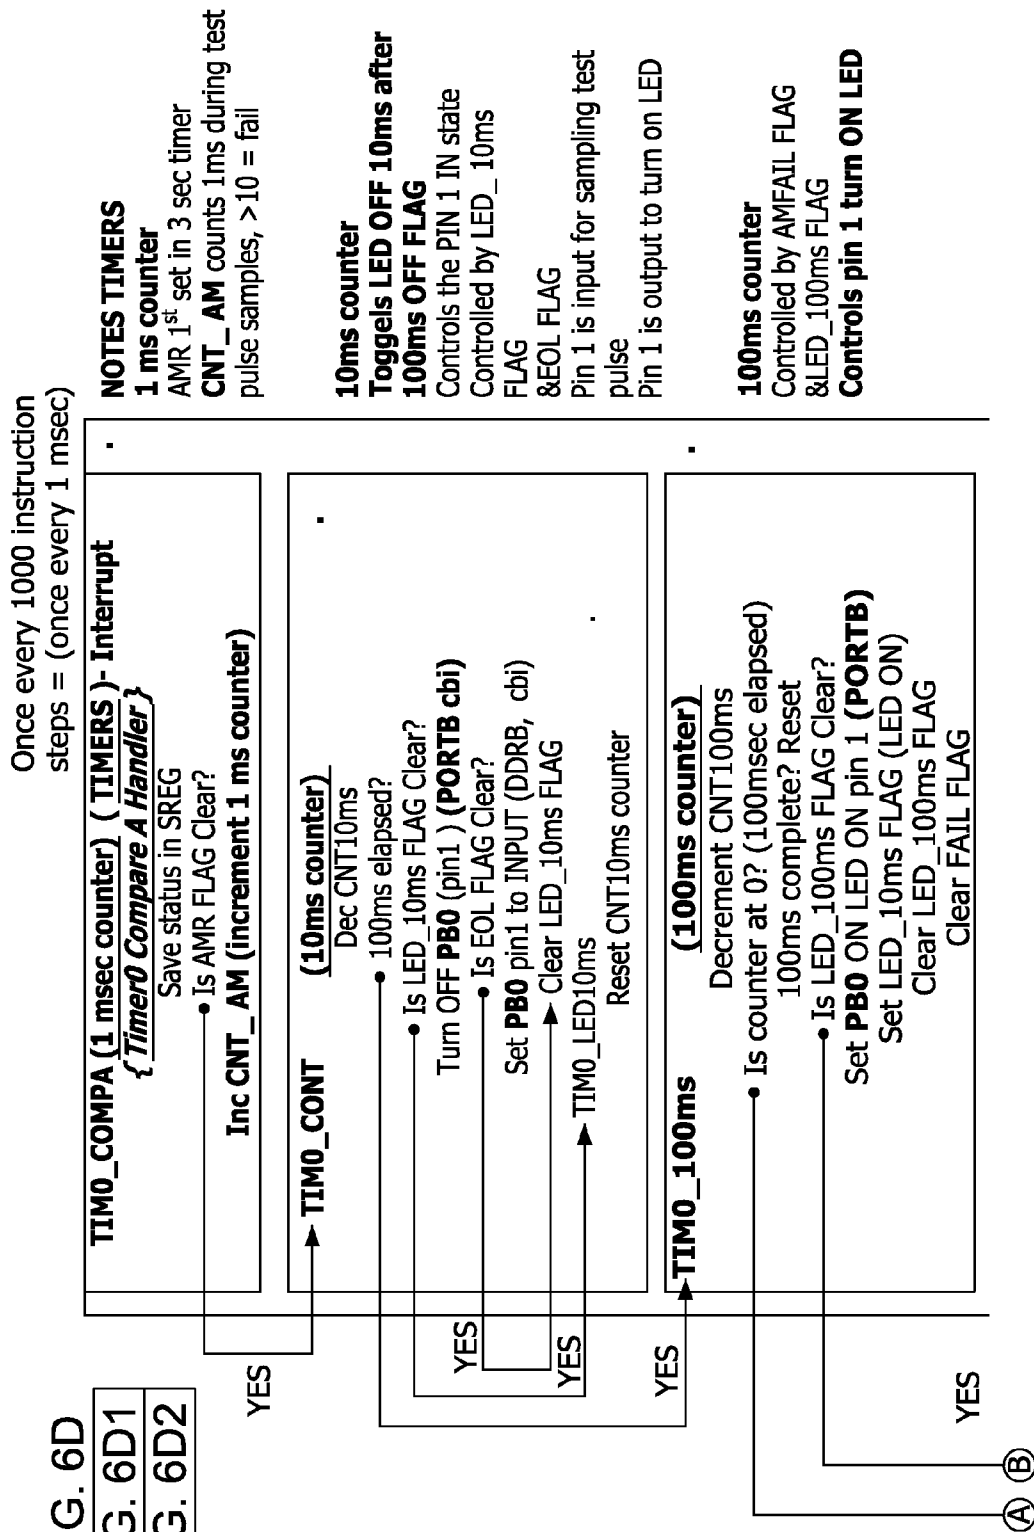 G. 6D
G. 6D1
G. 6D2
Once every 1000 instruction
steps = (once every 1 msec)
TIM0_COMPA (1 msec counter) ( TIMERS )- Interrupt
{ Timer0 Compare A Handler }
Save status in SREG
Is AMR FLAG Clear?
Inc CNT_AM (increment 1 ms counter)
YES
TIM0_CONT (10ms counter)
Dec CNT10ms
100ms elapsed?
Is LED_10ms FLAG Clear?
Turn OFF PB0 (pin1 ) (PORTB cbi)
Is EOL FLAG Clear?
Set PB0 pin1 to INPUT (DDRB, cbi)
Clear LED_10ms FLAG
TIM0_LED10ms
Reset CNT10ms counter
YES
YES
YES
TIM0_100ms (100ms counter)
Decrement CNT100ms
Is counter at 0? (100msec elapsed)
100ms complete? Reset
Is LED_100ms FLAG Clear?
Set PB0 ON LED ON pin 1 (PORTB)
Set LED_10ms FLAG (LED ON)
Clear LED_100ms FLAG
Clear FAIL FLAG
YES
A
B
NOTES TIMERS
1 ms counter
AMR 1st set in 3 sec timer
CNT_AM counts 1ms during test
pulse samples, >10 = fail
10ms counter
Toggels LED OFF 10ms after
100ms OFF FLAG
Controls the PIN 1 IN state
Controlled by LED_10ms
FLAG
&EOL FLAG
Pin 1 is input for sampling test
pulse
Pin 1 is output to turn on LED
100ms counter
Controlled by AMFAIL FLAG
&LED_100ms FLAG
Controls pin 1 turn ON LED